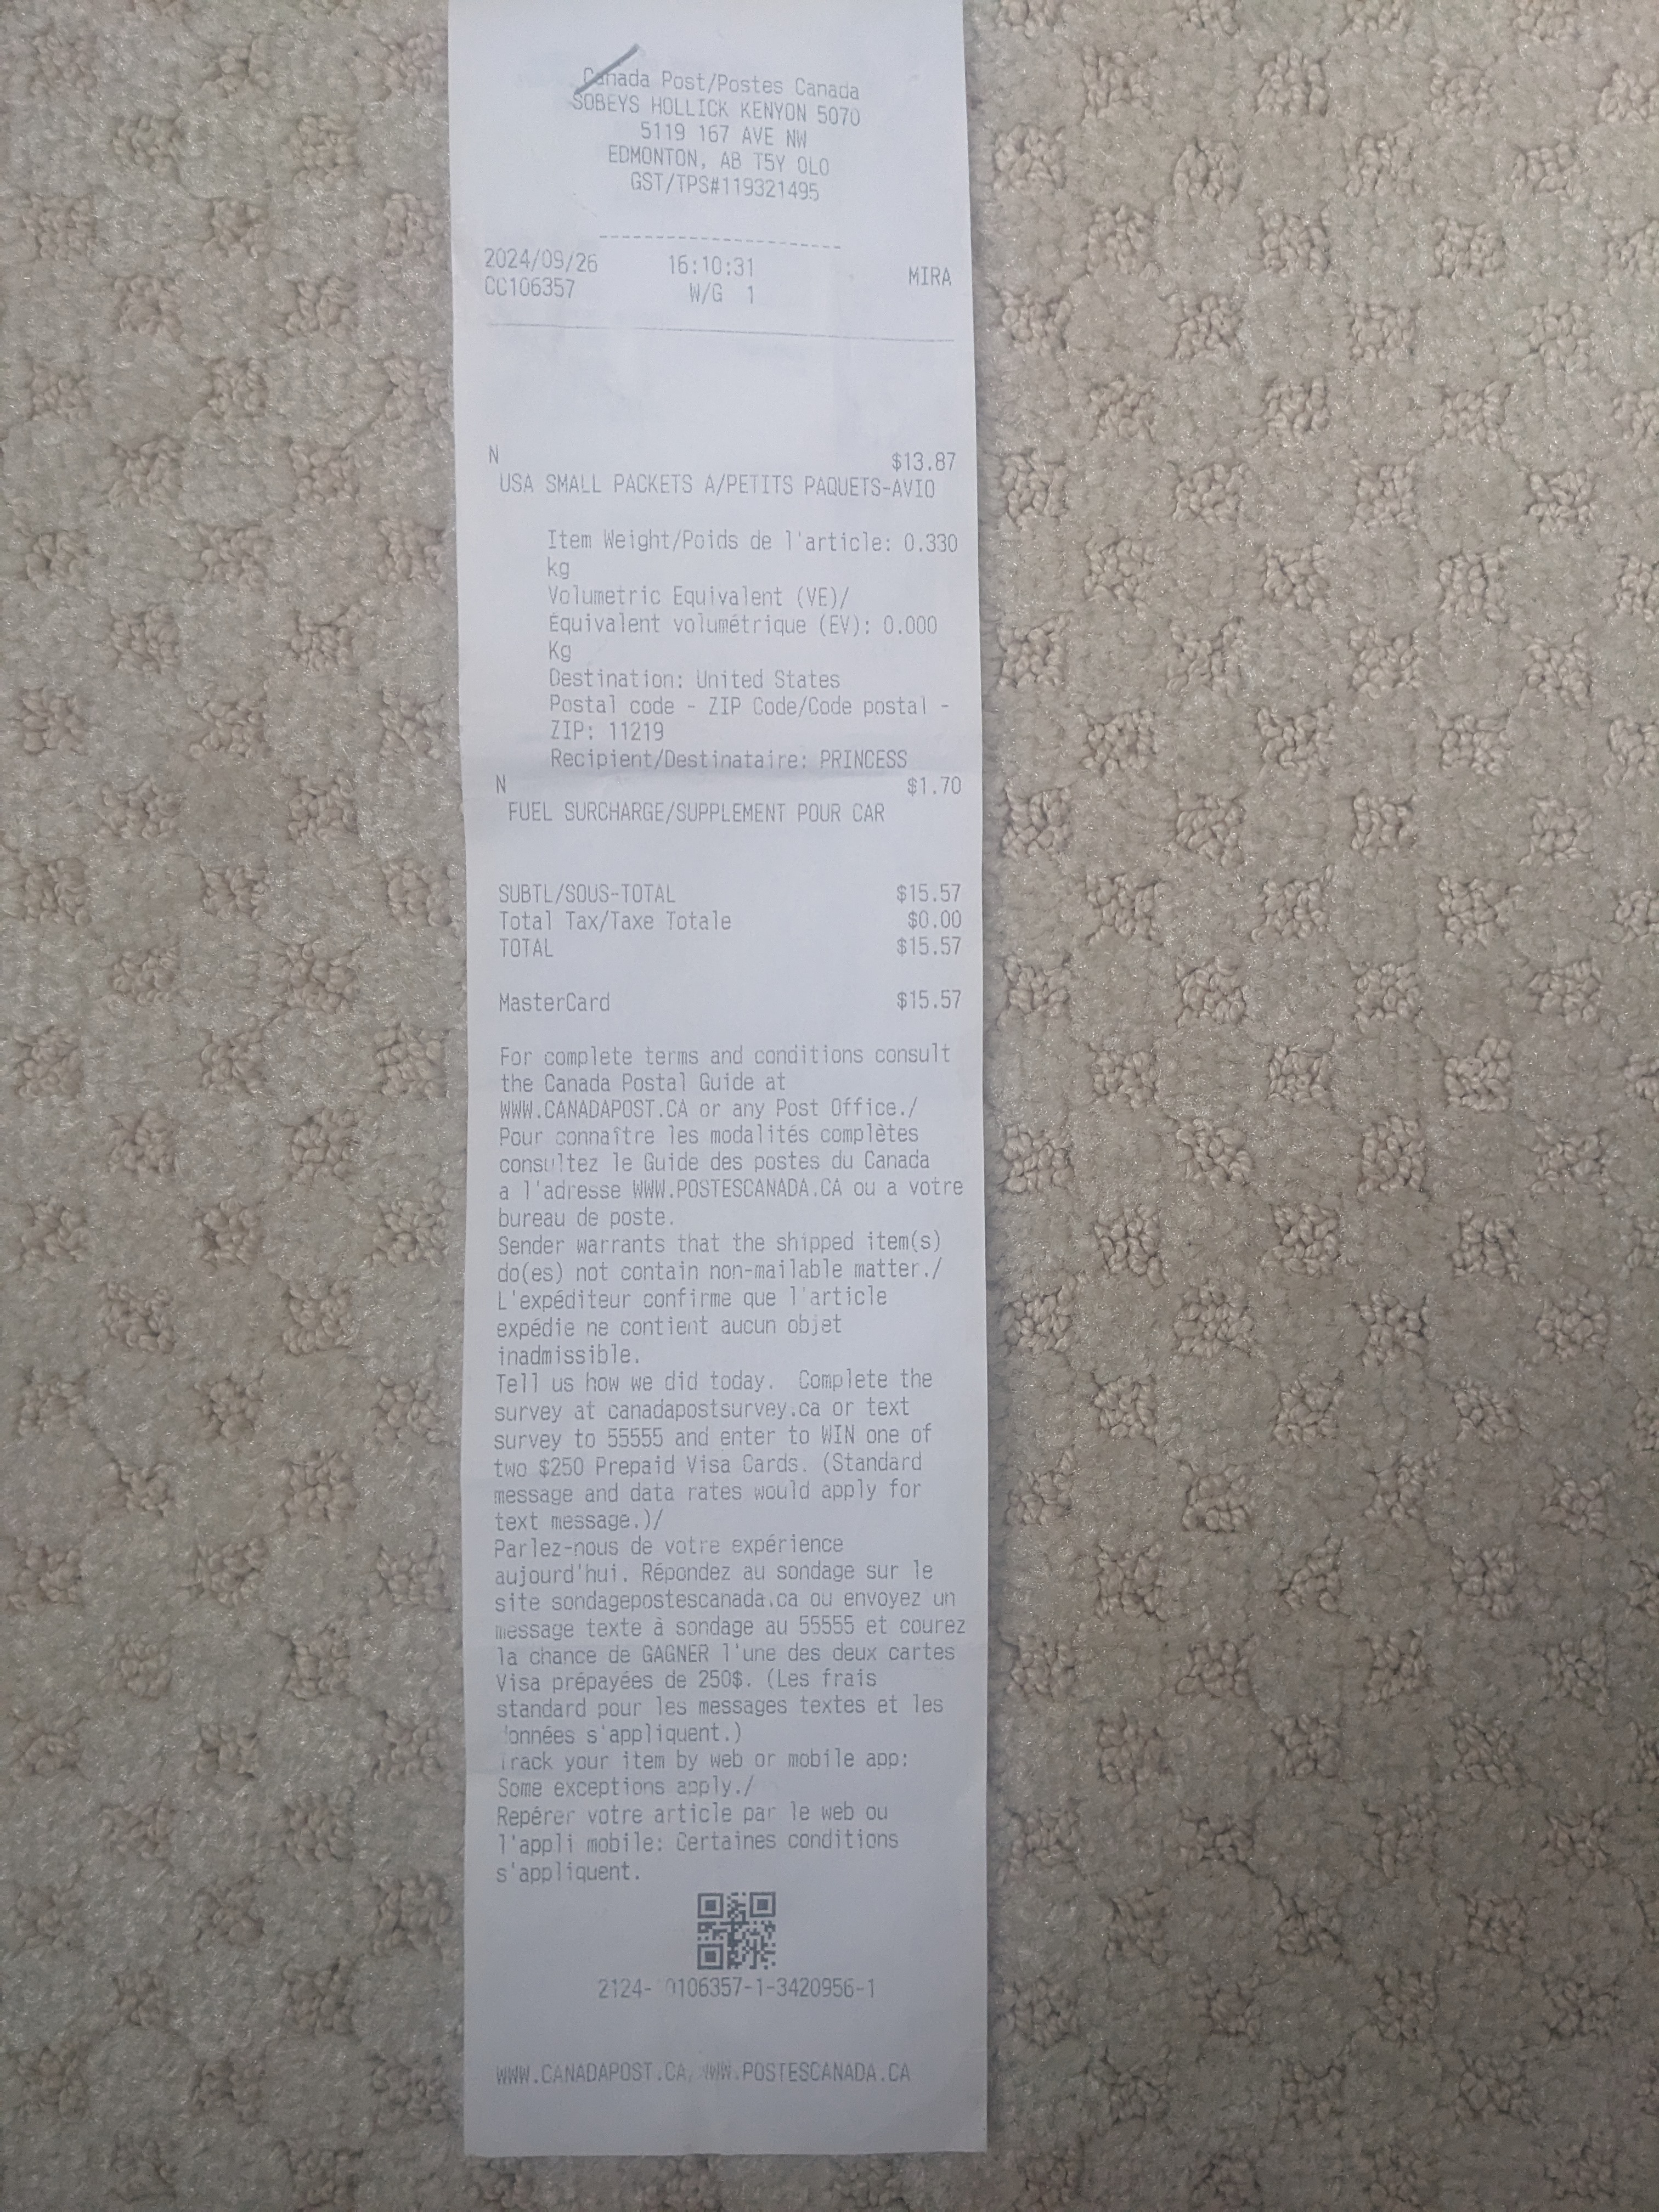 Canada Post/Postes Canada
SOBEYS HOLLICK KENYON 5070
5119 167 AVE NW
EDMONTON, AB T5Y 0L0
GST/TPS#119321495
2024/09/26 16:10:31 MIRA
CC106357 W/G 1
N $13.87
USA SMALL PACKETS A/PETITS PAQUETS-AVIO
Item Weight/Poids de l'article: 0.330
kg
Volumetric Equivalent (VE)/
Équivalent volumétrique (EV): 0.000
Kg
Destination: United States
Postal code - ZIP Code/Code postal -
ZIP: 11219
Recipient/Destinataire: PRINCESS
N $1.70
FUEL SURCHARGE/SUPPLEMENT POUR CAR
SUBTL/SOUS-TOTAL $15.57
Total Tax/Taxe Totale $0.00
TOTAL $15.57
MasterCard $15.57
For complete terms and conditions consult
the Canada Postal Guide at
WWW.CANADAPOST.CA or any Post Office./
Pour connaître les modalités complètes
consultez le Guide des postes du Canada
a l'adresse WWW.POSTESCANADA.CA ou a votre
bureau de poste.
Sender warrants that the shipped item(s)
do(es) not contain non-mailable matter./
L'expéditeur confirme que l'article
expédie ne contient aucun objet
inadmissible.
Tell us how we did today. Complete the
survey at canadapostsurvey.ca or text
survey to 55555 and enter to WIN one of
two $250 Prepaid Visa Cards. (Standard
message and data rates would apply for
text message.)/
Parlez-nous de votre expérience
aujourd'hui. Répondez au sondage sur le
site sondagepostescanada.ca ou envoyez un
message texte à sondage au 55555 et courez
la chance de GAGNER l'une des deux cartes
Visa prépayées de 250$. (Les frais
standard pour les messages textes et les
données s'appliquent.)
Track your item by web or mobile app:
Some exceptions apply./
Repérer votre article par le web ou
l'appli mobile: Certaines conditions
s'appliquent.
2124- 0106357-1-3420956-1
WWW.CANADAPOST.CA, WWW.POSTESCANADA.CA